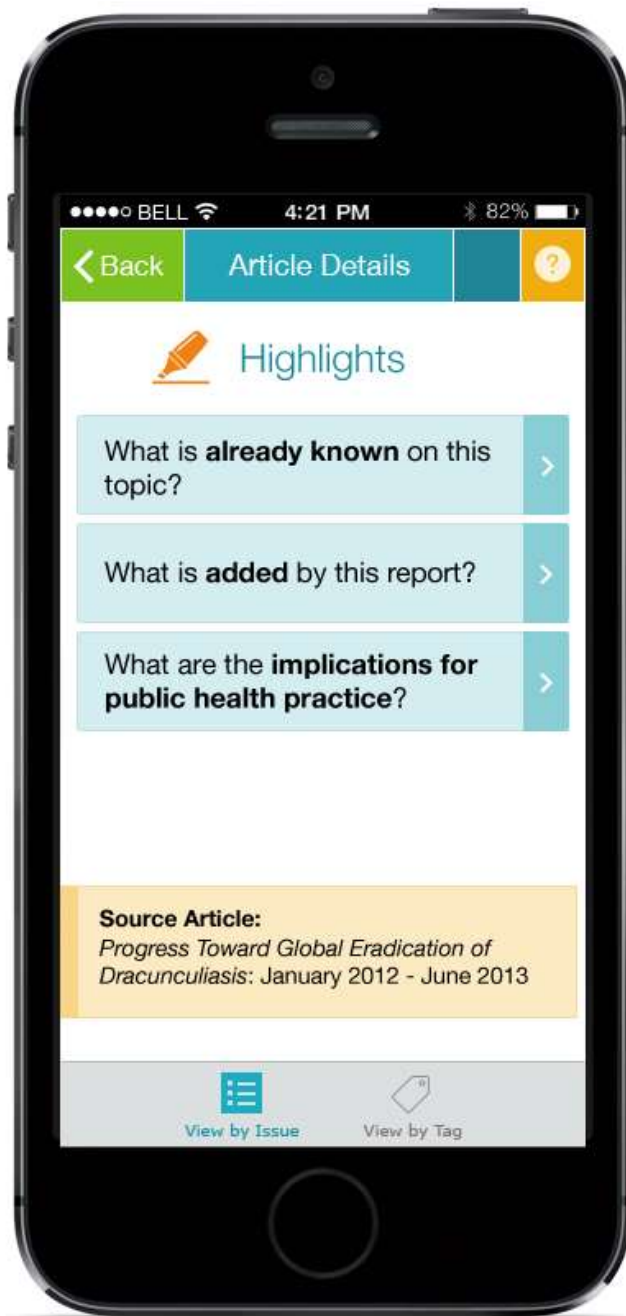 BELL 4:21 PM 82%
Back Article Details ?
Highlights
What is already known on this
topic?
What is added by this report?
What are the implications for
public health practice?
Source Article:
Progress Toward Global Eradication of
Dracunculiasis: January 2012 - June 2013
View by Issue View by Tag